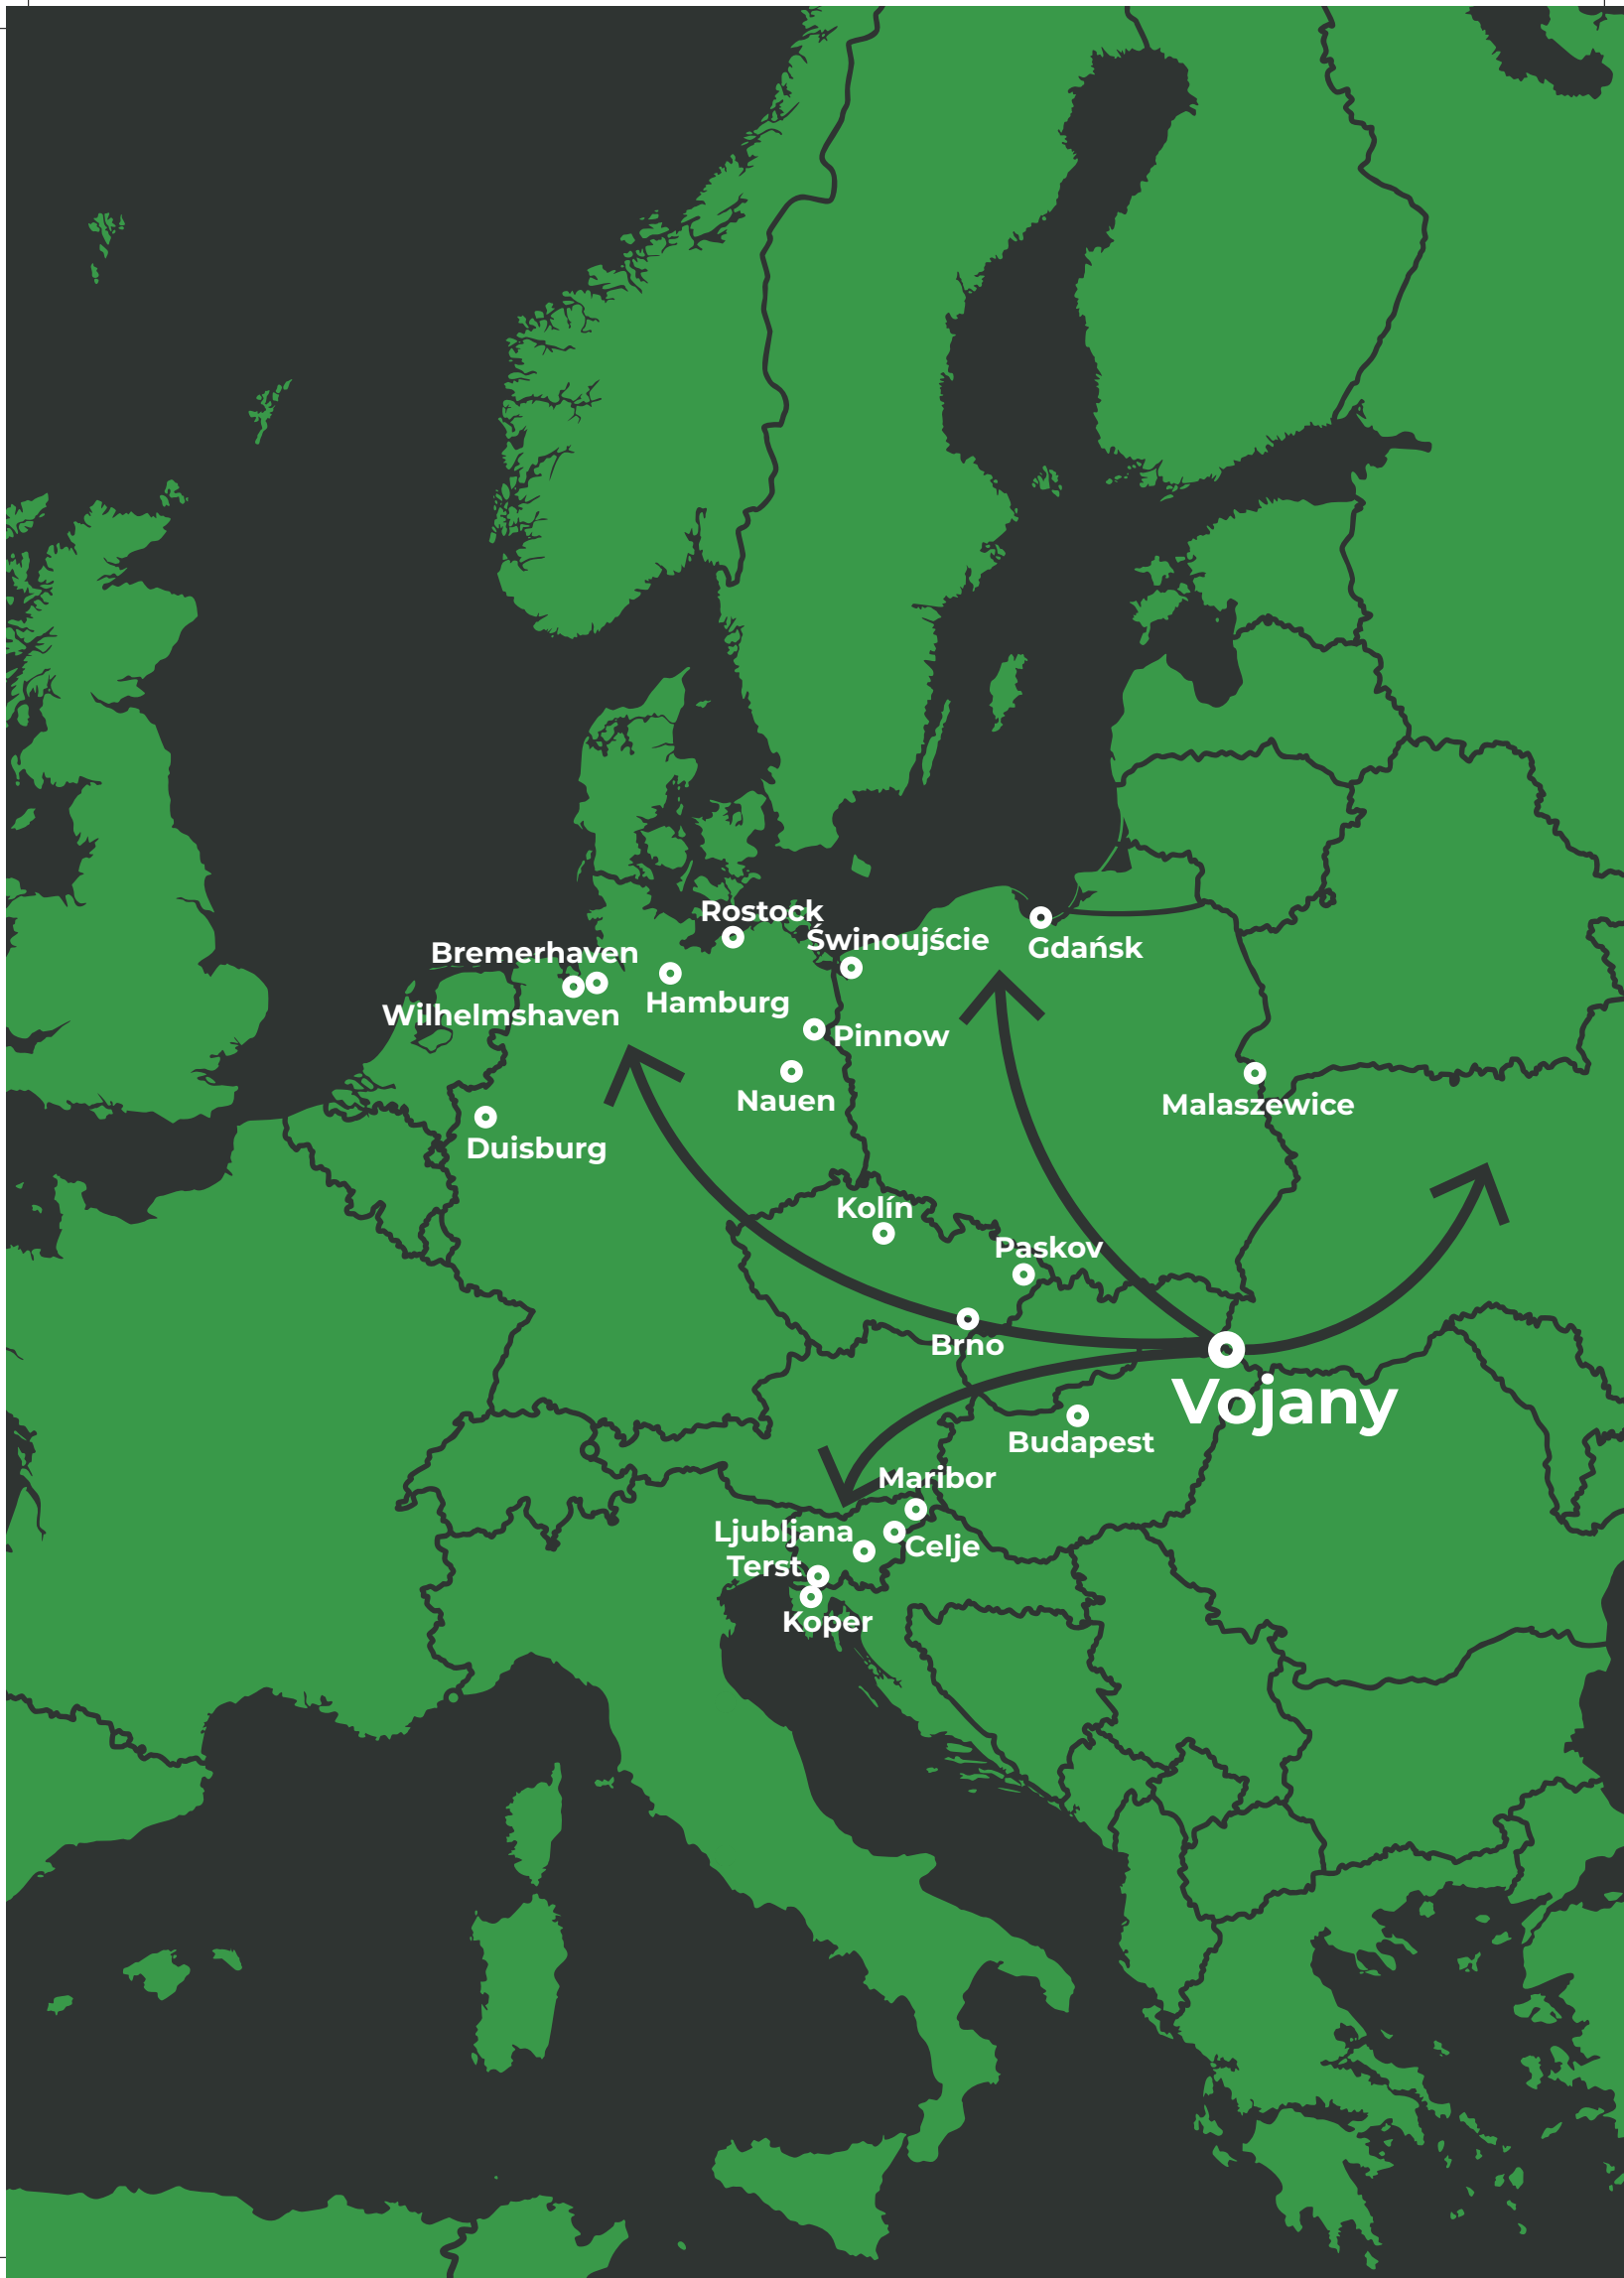 Rostock
Świnoujście
Gdańsk
Bremerhaven
Hamburg
Wilhelmshaven
Pinnow
Nauen
Malaszewice
Duisburg
Kolín
Paskov
Brno
Vojany
Budapest
Maribor
Ljubljana
Celje
Terst
Koper